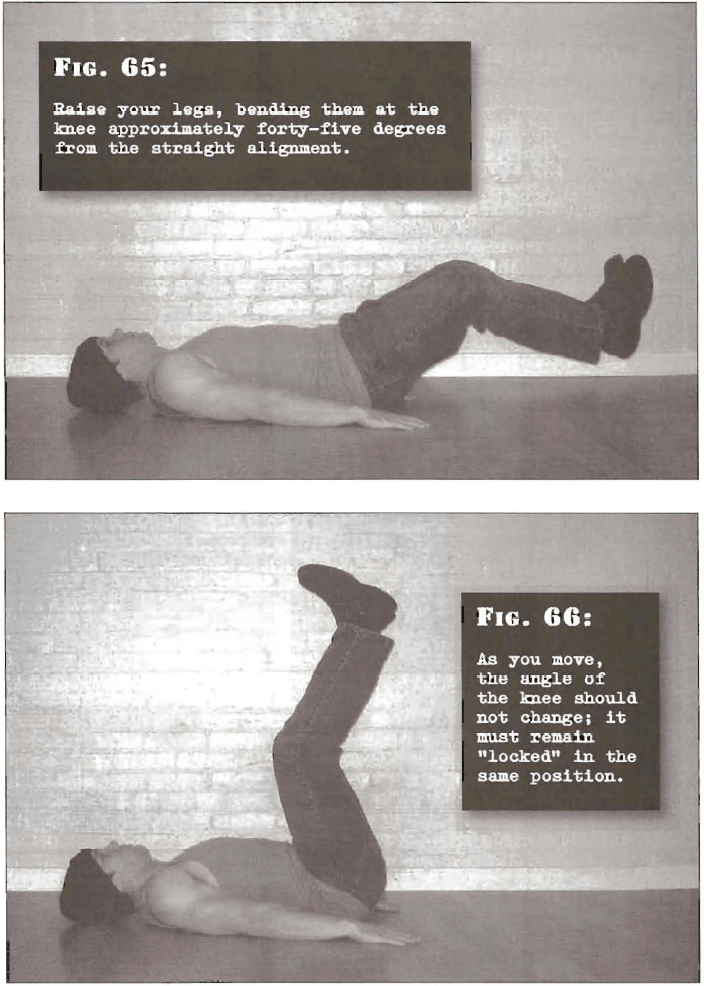 FIG. 65:
Raise your legs, bending them at the
knee approximately forty-five degrees
from the straight alignment.
FIG. 66:
As you move,
the angle of
the knee should
not change; it
must remain
"locked" in the
same position.